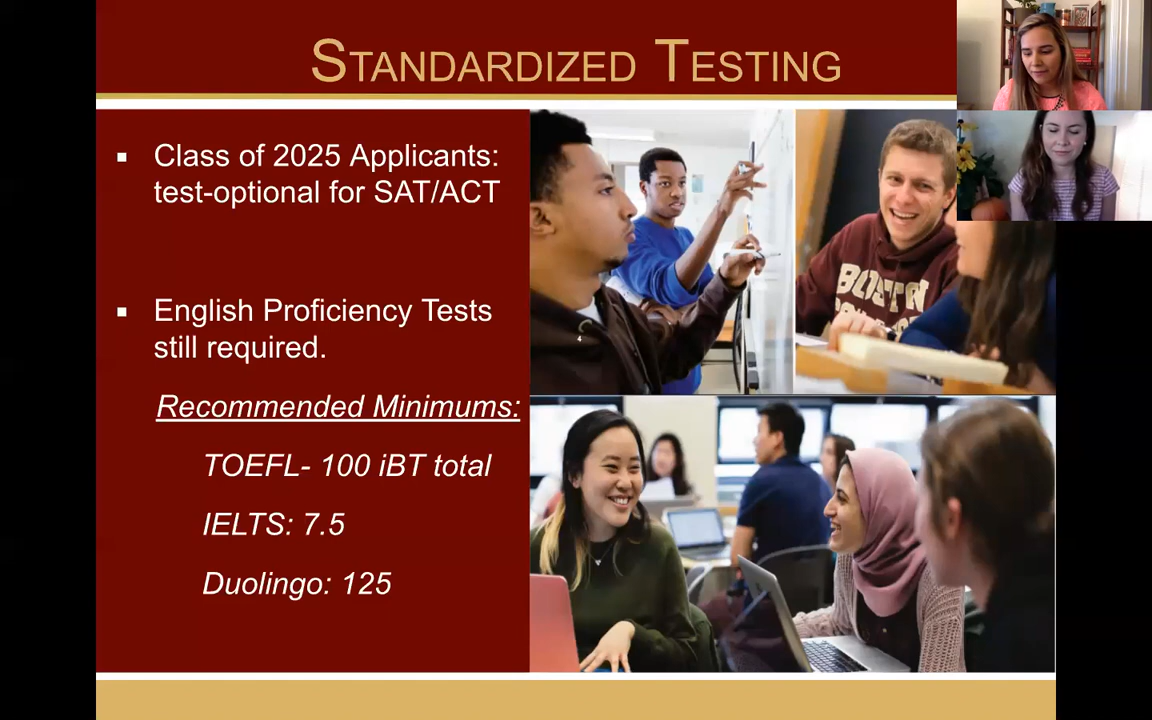 STANDARDIZED TESTING
▪ Class of 2025 Applicants:
test-optional for SAT/ACT
▪ English Proficiency Tests
still required.
Recommended Minimums:
TOEFL- 100 iBT total
IELTS: 7.5
Duolingo: 125
BOSTON